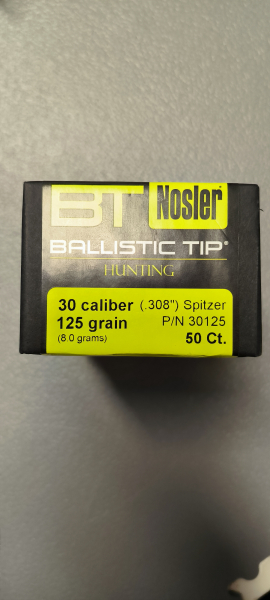 BT Nosler®
BALLISTIC TIP®
HUNTING
30 caliber (.308") Spitzer
125 grain P/N 30125
(8.0 grams) 50 Ct.